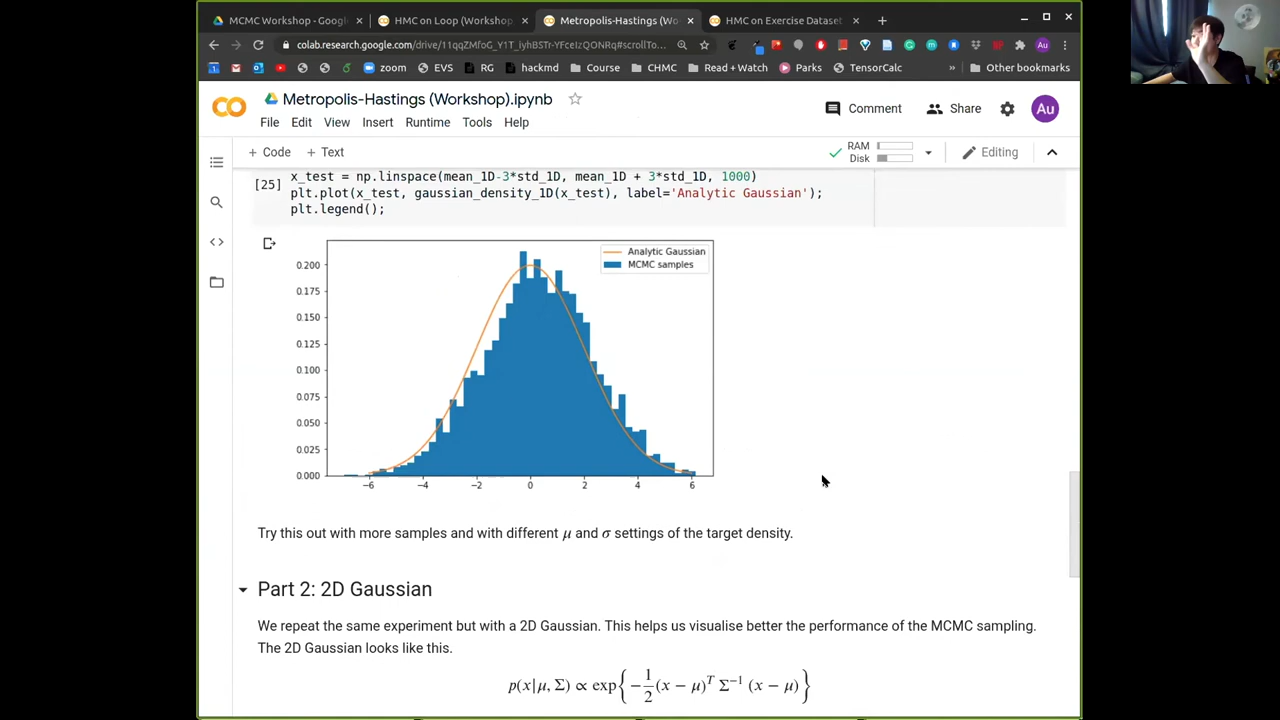 MCMC Workshop - Googl
HMC on Loop (Workshop
Metropolis-Hastings (Wo
HMC on Exercise Dataset
colab.research.google.com/drive/
zoom
EVS
RG
hackmd
Course
CHMC
Read + Watch
Parks
TensorCalc
»
Other bookmarks
Metropolis-Hastings (Workshop).ipynb
Comment
Share
Au
File Edit View Insert Runtime Tools Help
+ Code + Text
RAM
Disk
Editing
[25]
x_test = np.linspace(mean_1D-3*std_1D, mean_1D + 3*std_1D, 1000)
plt.plot(x_test, gaussian_density_1D(x_test), label='Analytic Gaussian');
plt.legend();
Analytic Gaussian
MCMC samples
0.200
0.175
0.150
0.125
0.100
0.075
0.050
0.025
0.000
−6 −4 −2 0 2 4 6
Try this out with more samples and with different μ and σ settings of the target density.
Part 2: 2D Gaussian
We repeat the same experiment but with a 2D Gaussian. This helps us visualise better the performance of the MCMC sampling.
The 2D Gaussian looks like this.
p(x|μ, Σ) ∝ exp{−1/2(x − μ)^T Σ^−1 (x − μ)}